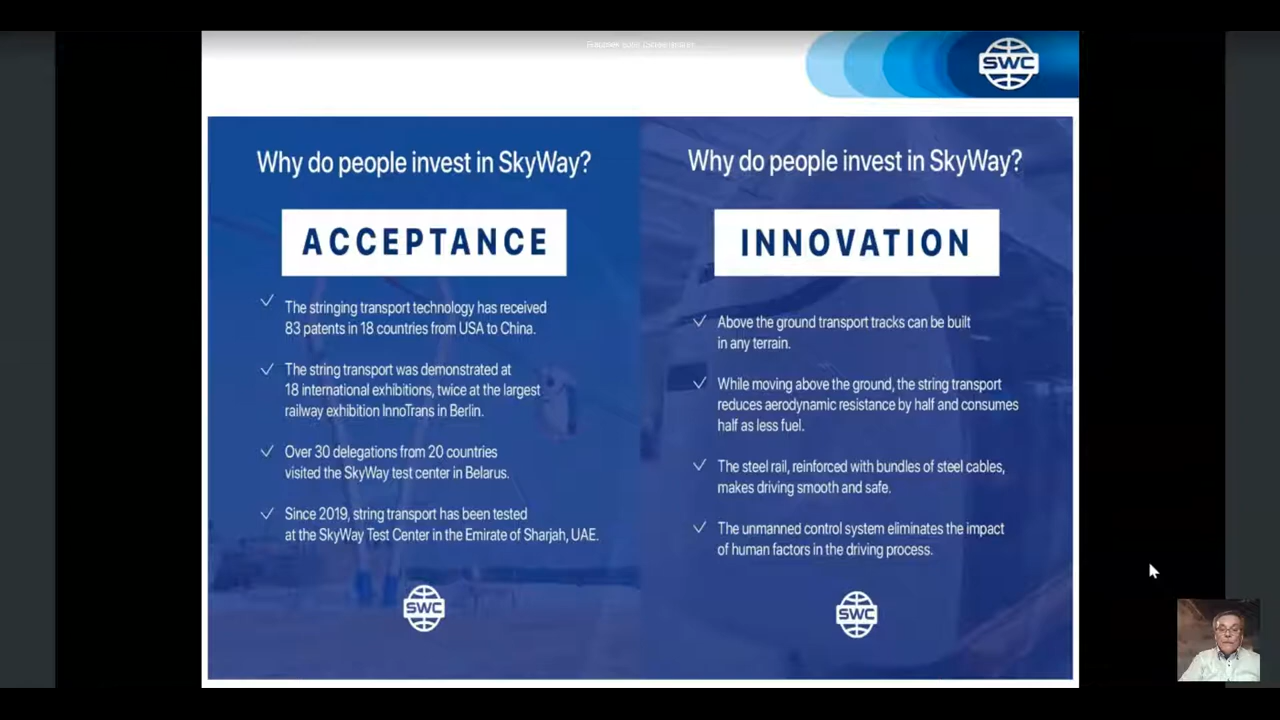 SWC
Why do people invest in SkyWay?
ACCEPTANCE
The stringing transport technology has received
83 patents in 18 countries from USA to China.
The string transport was demonstrated at
18 international exhibitions, twice at the largest
railway exhibition InnoTrans in Berlin.
Over 30 delegations from 20 countries
visited the SkyWay test center in Belarus.
Since 2019, string transport has been tested
at the SkyWay Test Center in the Emirate of Sharjah, UAE.
SWC
Why do people invest in SkyWay?
INNOVATION
Above the ground transport tracks can be built
in any terrain.
While moving above the ground, the string transport
reduces aerodynamic resistance by half and consumes
half as less fuel.
The steel rail, reinforced with bundles of steel cables,
makes driving smooth and safe.
The unmanned control system eliminates the impact
of human factors in the driving process.
SWC